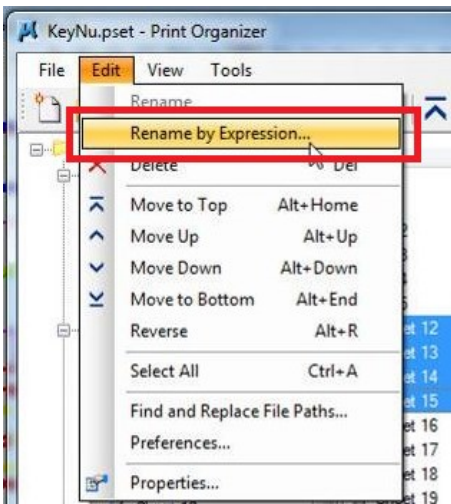 KeyNu.pset - Print Organizer
File Edit View Tools
Rename
Rename by Expression...
Delete Del
Move to Top Alt+Home
Move Up Alt+Up
Move Down Alt+Down
Move to Bottom Alt+End
Reverse Alt+R
et 12
et 13
Select All Ctrl+A
et 14
et 15
Find and Replace File Paths...
et 16
Preferences...
et 17
Properties...
et 18
et 19